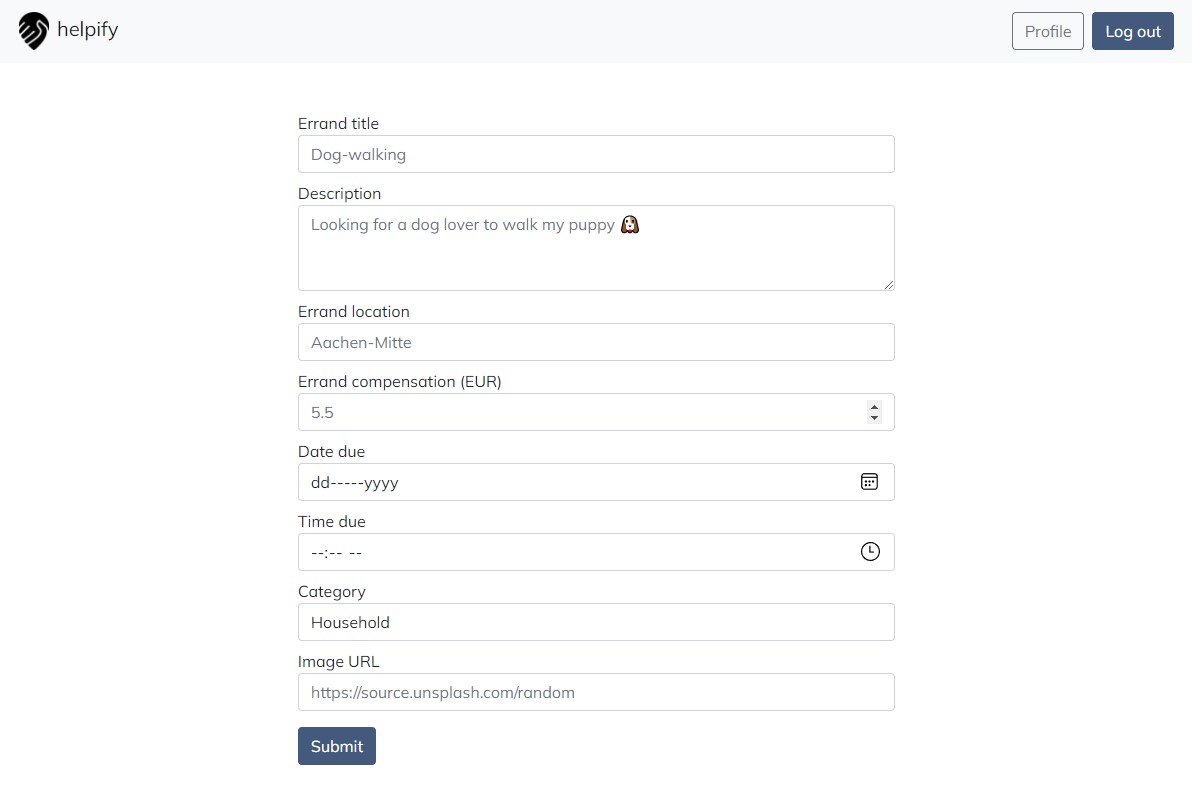 helpify
Profile
Log out
Errand title
Dog-walking
Description
Looking for a dog lover to walk my puppy 🐶
Errand location
Aachen-Mitte
Errand compensation (EUR)
5.5
Date due
dd-----yyyy
Time due
--:-- --
Category
Household
Image URL
https://source.unsplash.com/random
Submit